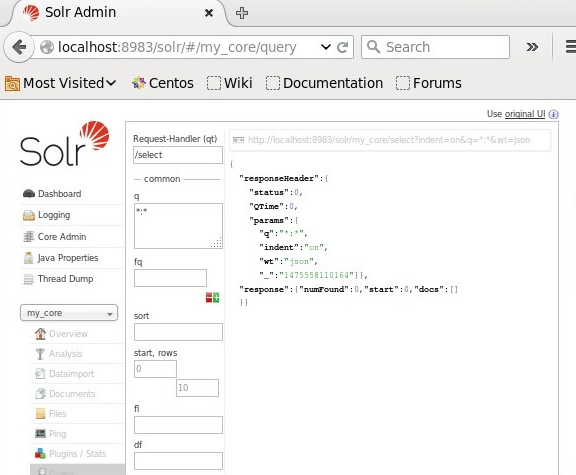 Solr Admin
localhost:8983/solr/#/my_core/query
Search
Most Visited
Centos
Wiki
Documentation
Forums
Use original UI
Solr
Dashboard
Logging
Core Admin
Java Properties
Thread Dump
my_core
Overview
Analysis
Dataimport
Documents
Files
Ping
Plugins / Stats
Query
Request-Handler (qt)
/select
common
q
*:*
fq
sort
start, rows
0
10
fl
df
http://localhost:8983/solr/my_core/select?indent=on&q=*:*&wt=json
{
"responseHeader":{
"status":0,
"QTime":0,
"params":{
"q":"*:*",
"indent":"on",
"wt":"json",
"_":"1475558110164"}},
"response":{"numFound":0,"start":0,"docs":[]
}}